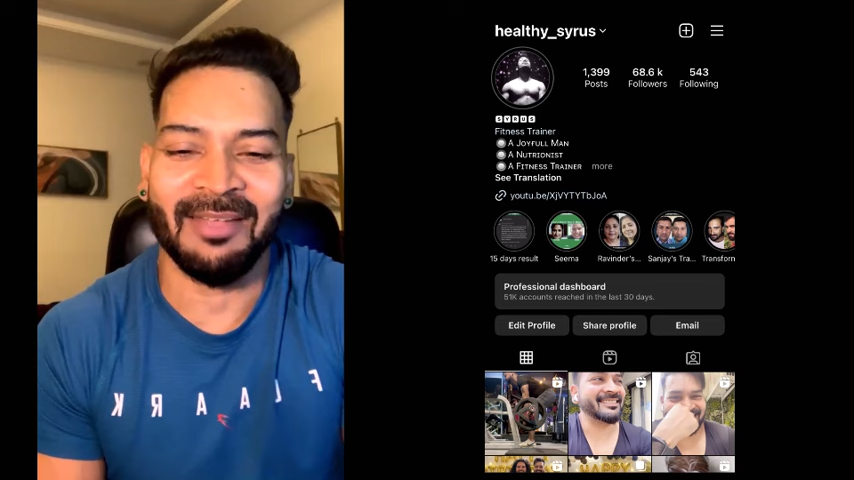 F L A A R K
healthy_syrus
1,399 68.6 k 543
Posts Followers Following
SYRUS
Fitness Trainer
A Joyfull Man
A Nutrionist
A Fitness Trainer more
See Translation
youtu.be/XjVYTYTbJoA
15 days result Seema Ravinder's... Sanjay's Tra... Transform
Professional dashboard
51K accounts reached in the last 30 days.
Edit Profile Share profile Email
HAPPY